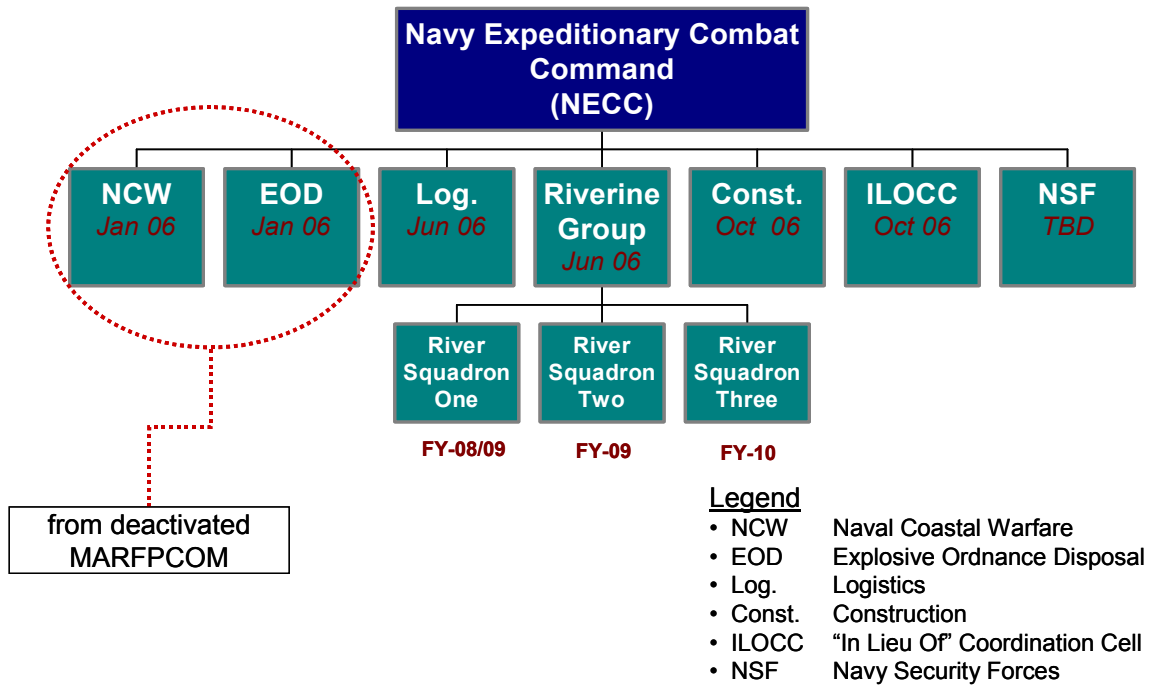 Navy Expeditionary Combat
Command
(NECC)
NCW
Jan 06
EOD
Jan 06
Log.
Jun 06
Riverine
Group
Jun 06
Const.
Oct 06
ILOCC
Oct 06
NSF
TBD
River
Squadron
One
River
Squadron
Two
River
Squadron
Three
FY-08/09
FY-09
FY-10
from deactivated
MARFPCOM
Legend
• NCW Naval Coastal Warfare
• EOD Explosive Ordnance Disposal
• Log. Logistics
• Const. Construction
• ILOCC “In Lieu Of” Coordination Cell
• NSF Navy Security Forces